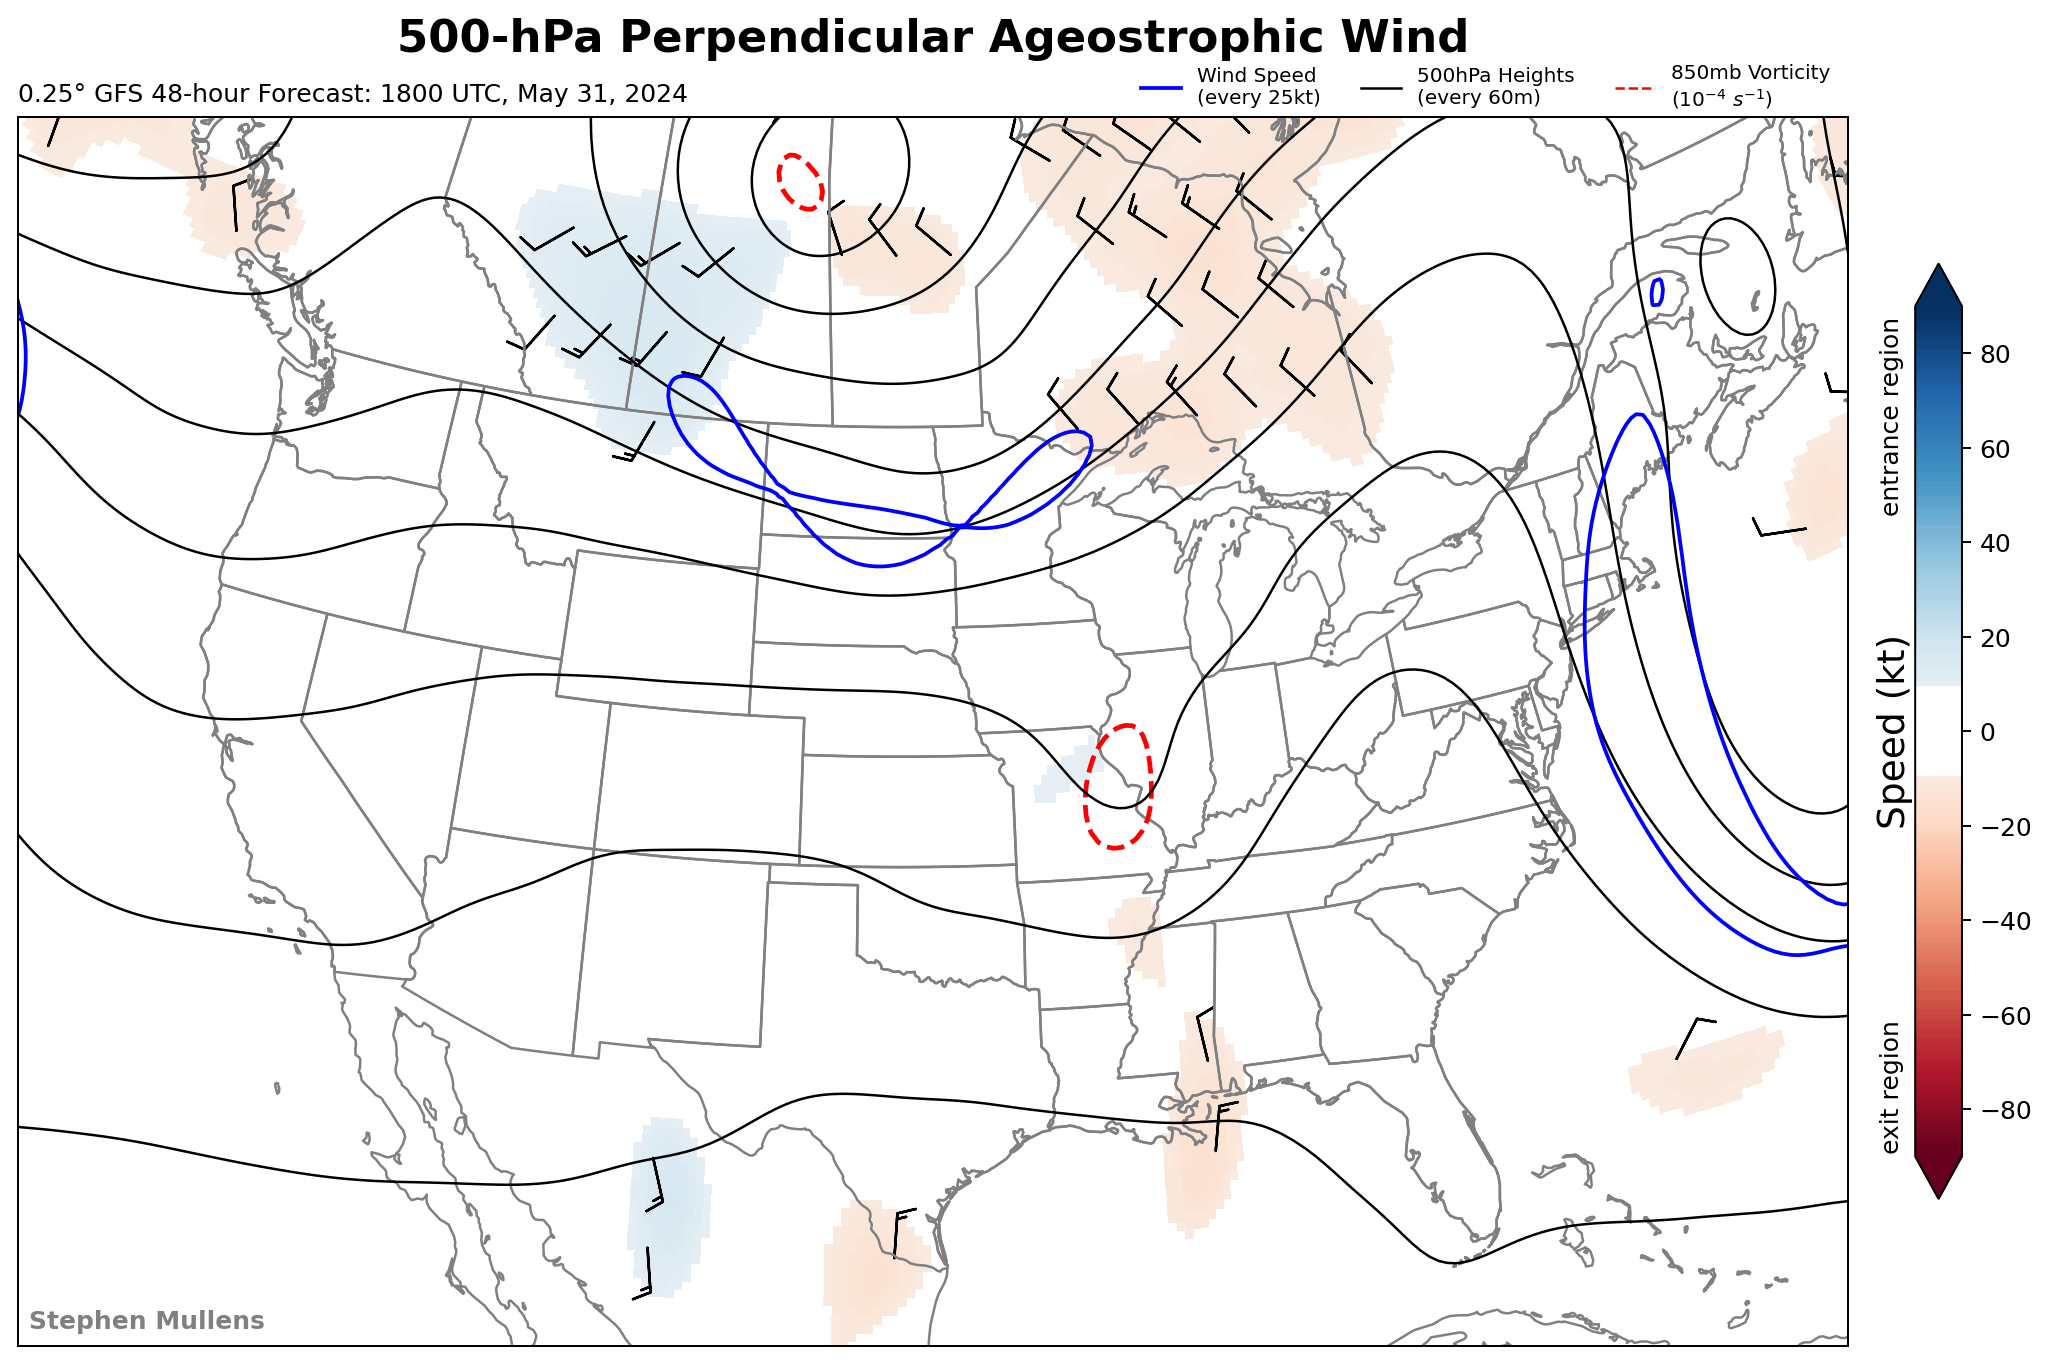 500-hPa Perpendicular Ageostrophic Wind
0.25° GFS 48-hour Forecast: 1800 UTC, May 31, 2024
Wind Speed
(every 25kt)
500hPa Heights
(every 60m)
850mb Vorticity
(10⁻⁴ s⁻¹)
entrance region
Speed (kt)
exit region
80
60
40
20
0
−20
−40
−60
−80
Stephen Mullens